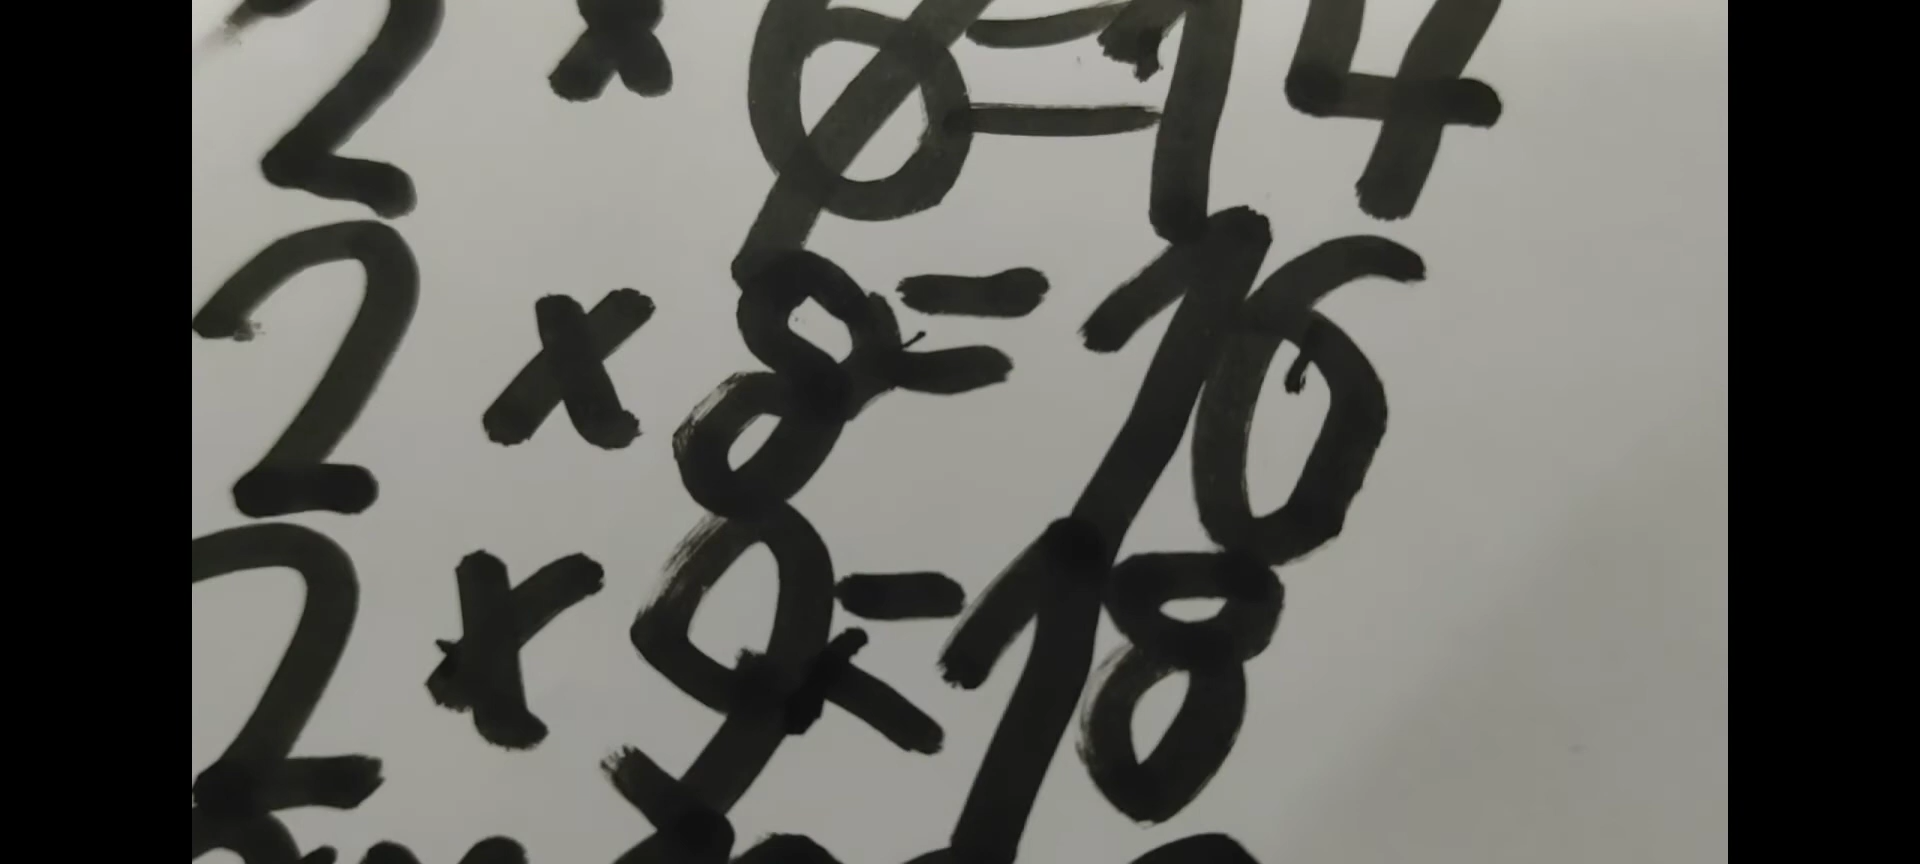 2 x 7 = 14
2 x 8 = 16
2 x 9 = 18